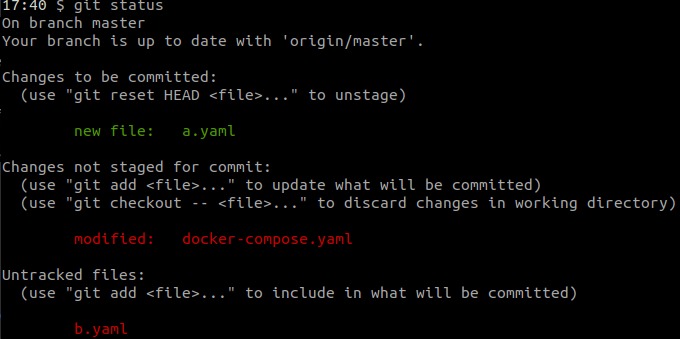 17:40 $ git status
On branch master
Your branch is up to date with 'origin/master'.
Changes to be committed:
(use "git reset HEAD <file>..." to unstage)
new file: a.yaml
Changes not staged for commit:
(use "git add <file>..." to update what will be committed)
(use "git checkout -- <file>..." to discard changes in working directory)
modified: docker-compose.yaml
Untracked files:
(use "git add <file>..." to include in what will be committed)
b.yaml